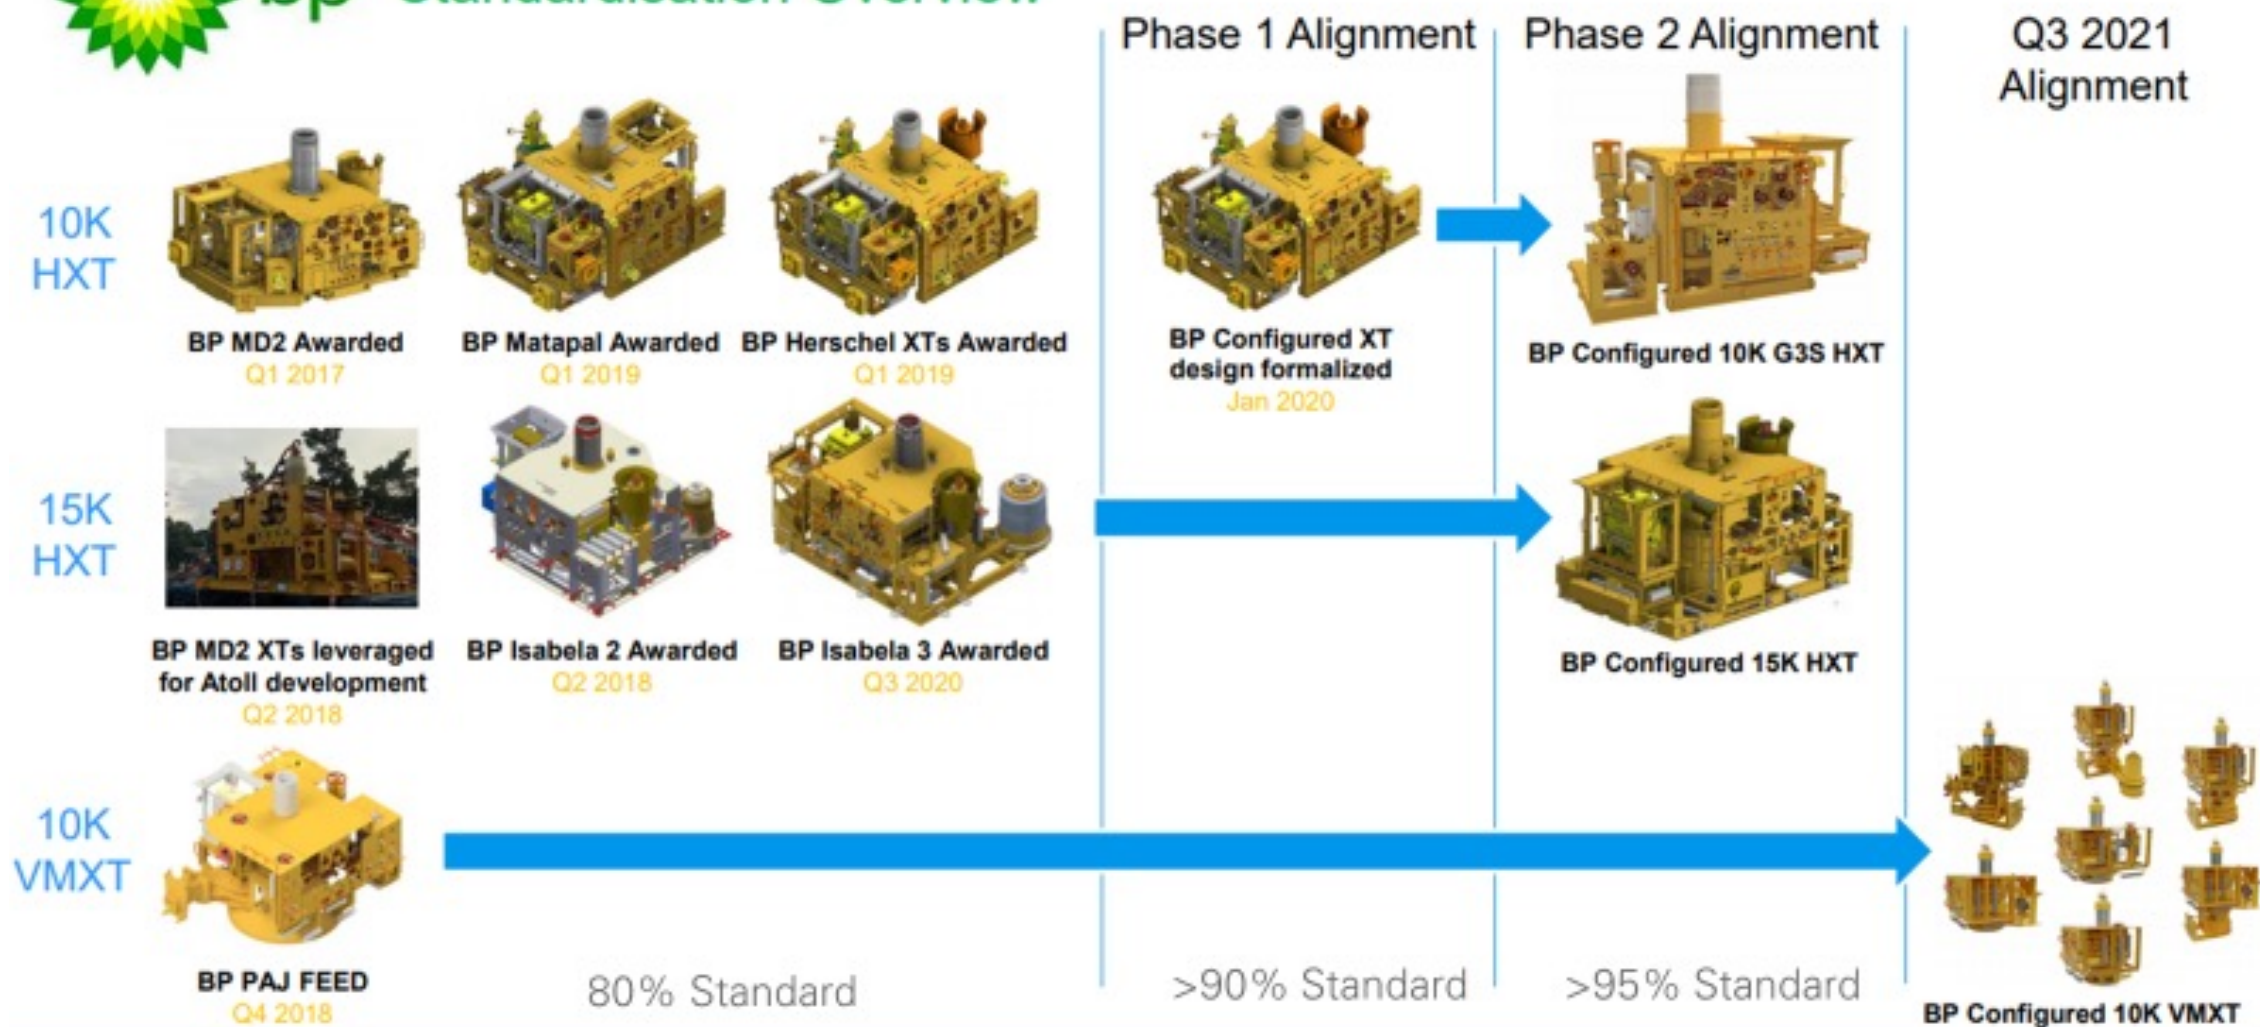 bp Standardisation Overview
Phase 1 Alignment
Phase 2 Alignment
Q3 2021
Alignment
10K
HXT
BP MD2 Awarded
Q1 2017
BP Matapal Awarded
Q1 2019
BP Herschel XTs Awarded
Q1 2019
BP Configured XT
design formalized
Jan 2020
BP Configured 10K G3S HXT
15K
HXT
BP MD2 XTs leveraged
for Atoll development
Q2 2018
BP Isabela 2 Awarded
Q2 2018
BP Isabela 3 Awarded
Q3 2020
BP Configured 15K HXT
10K
VMXT
BP PAJ FEED
Q4 2018
80% Standard
>90% Standard
>95% Standard
BP Configured 10K VMXT